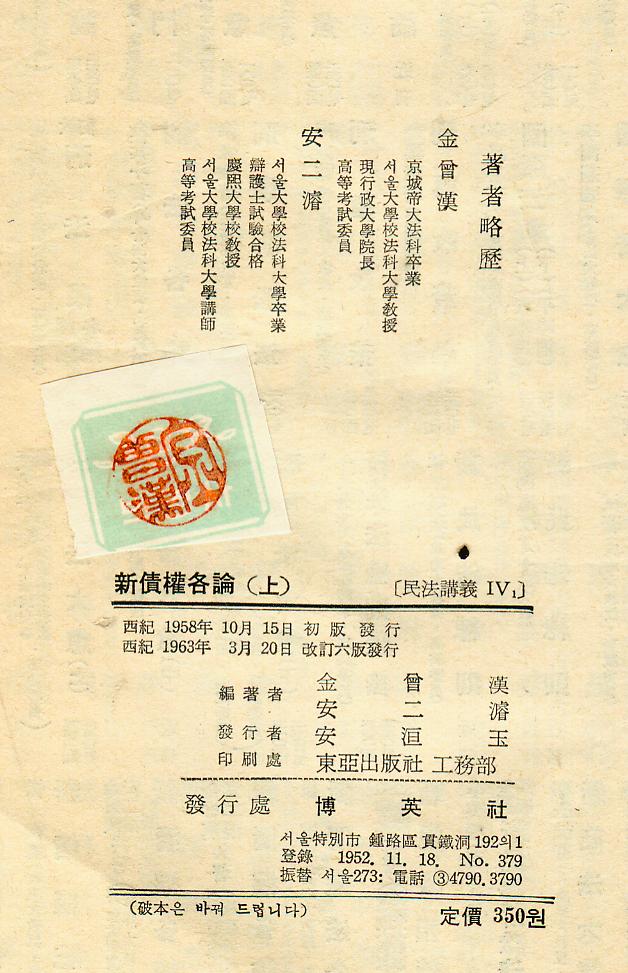 著者略歷
金曾漢
京城帝大法科卒業
서울大學校法科大學敎授
現行政大學院長
高等考試委員
安二濬
서울大學校法科大學卒業
辯護士試驗合格
慶熙大學校敎授
서울大學校法科大學講師
高等考試委員
新債權各論(上) 〔民法講義 IV₁〕
西紀 1958年 10月 15日 初版發行
西紀 1963年 3月 20日 改訂六版發行
編著者 金曾漢
安二濬
發行者 安洹玉
印刷處 東亞出版社 工務部
發行處 博英社
서울特別市 鍾路區 貫鐵洞 192의1
登錄 1952. 11. 18. No. 379
振替 서울273: 電話 ③4790.3790
(破本은 바꿔 드립니다) 定價 350원